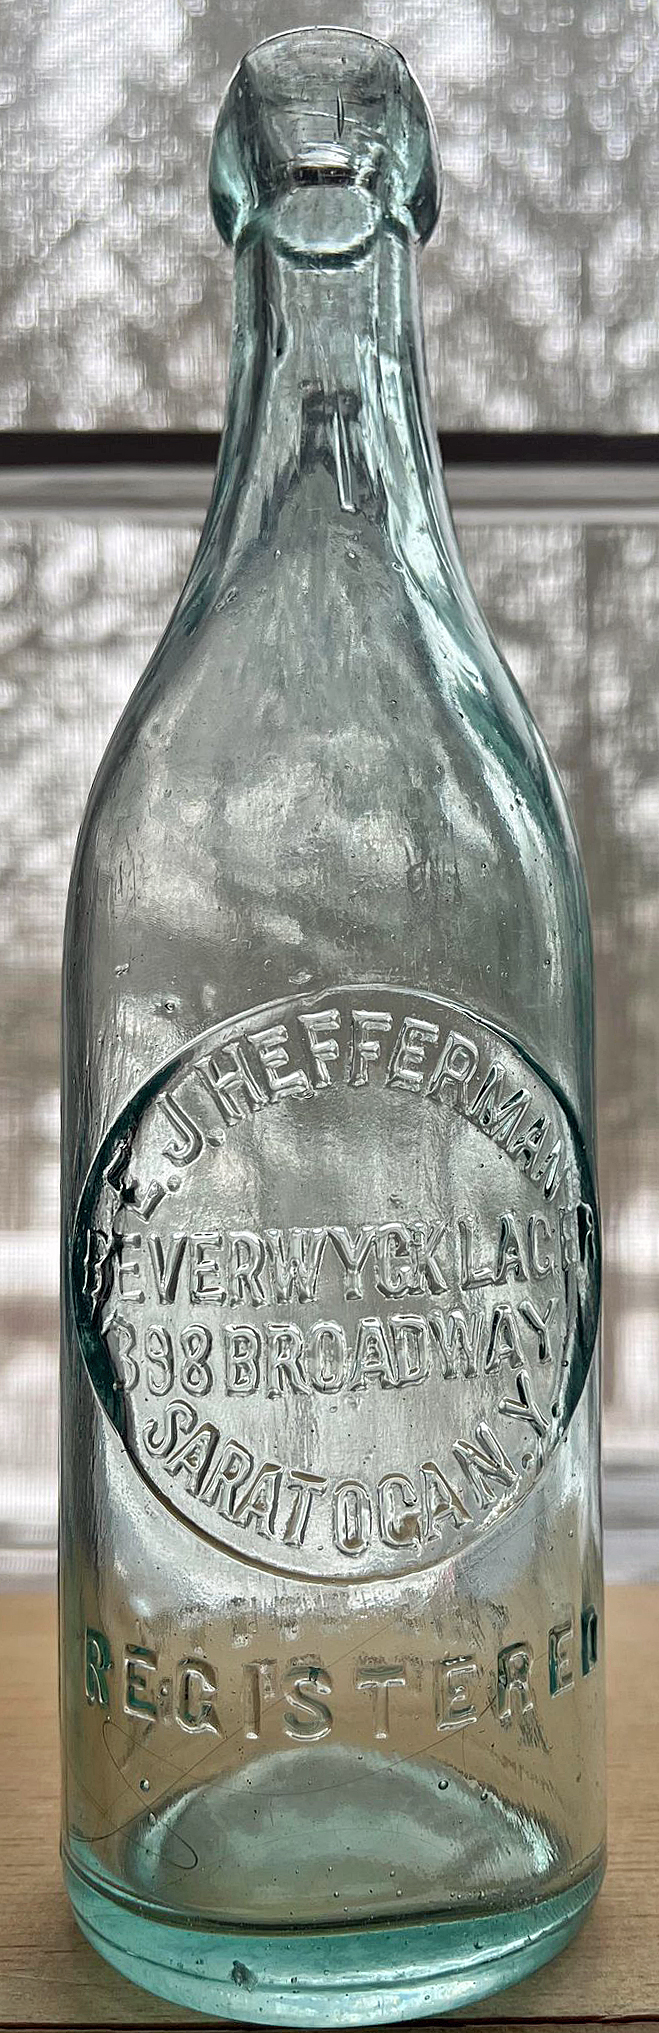 E.J.HEFFERMAN
BEVERWYCK LAGER
398 BROADWAY
SARATOGA N.Y.
REGISTERED